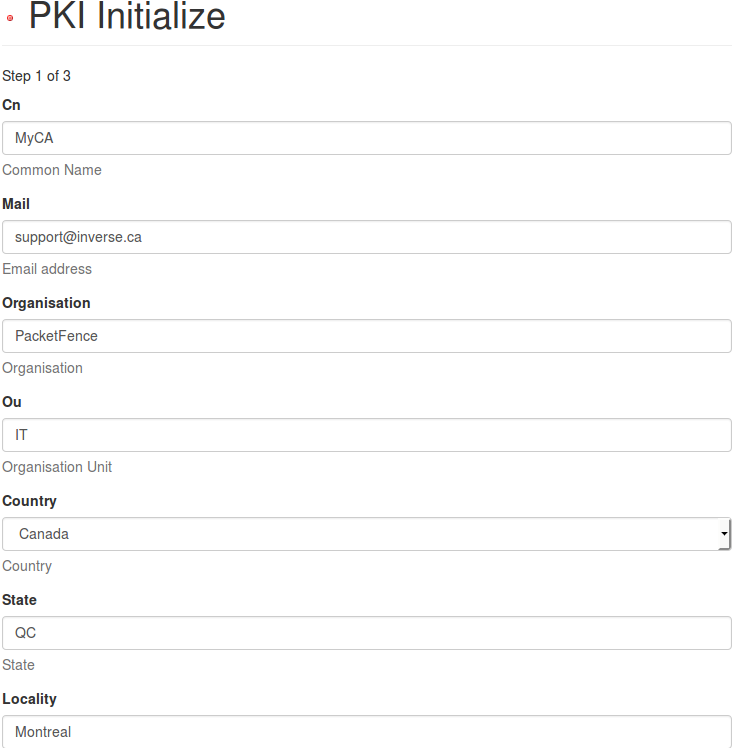 PKI Initialize
Step 1 of 3
Cn
MyCA
Common Name
Mail
support@inverse.ca
Email address
Organisation
PacketFence
Organisation
Ou
IT
Organisation Unit
Country
Canada
Country
State
QC
State
Locality
Montreal